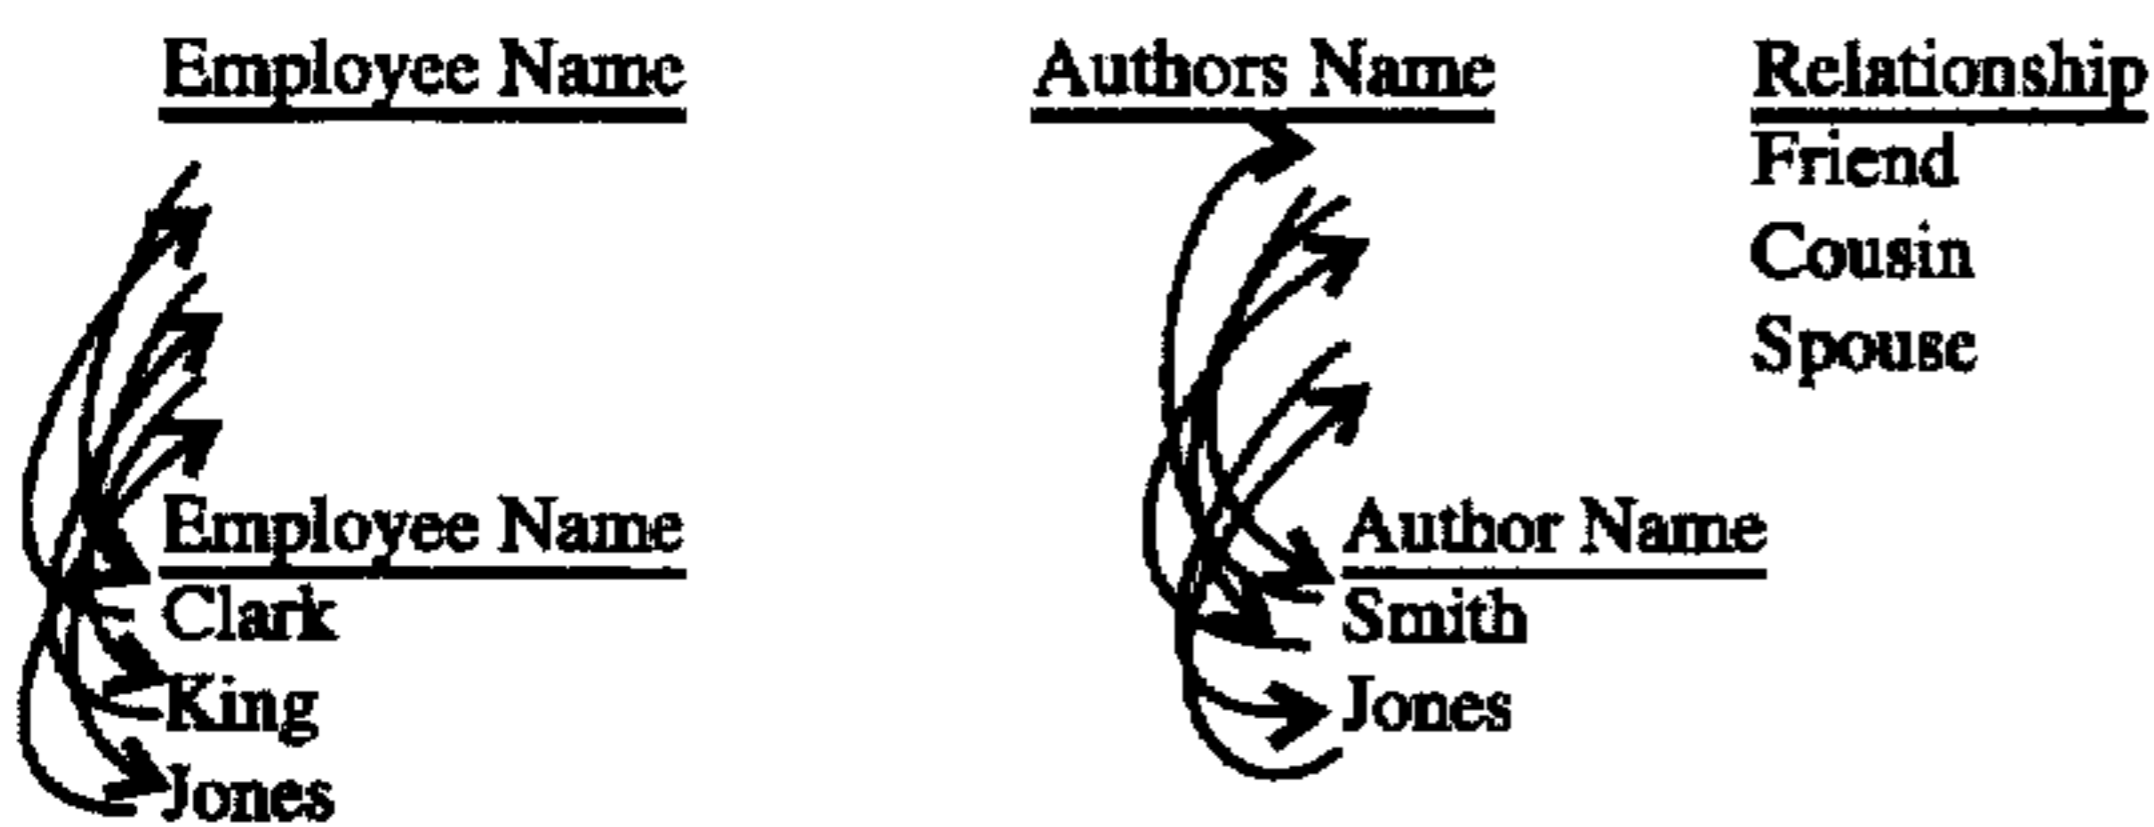 Employee Name Authors Name Relationship
Friend
Cousin
Spouse
Employee Name Author Name
Clark Smith
King Jones
Jones